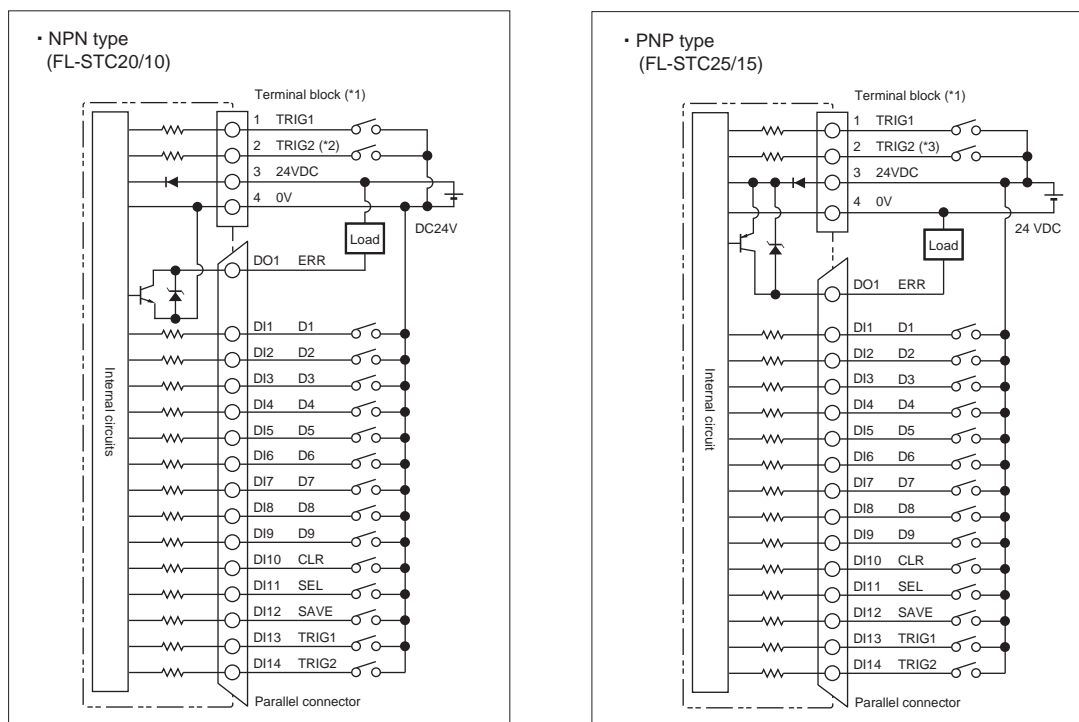 ・NPN type
(FL-STC20/10)
Terminal block (*1)
1 TRIG1
2 TRIG2 (*2)
3 24VDC
4 0V
DC24V
Load
DO1 ERR
DI1 D1
DI2 D2
DI3 D3
DI4 D4
DI5 D5
DI6 D6
DI7 D7
DI8 D8
DI9 D9
DI10 CLR
DI11 SEL
DI12 SAVE
DI13 TRIG1
DI14 TRIG2
Internal circuits
Parallel connector
・PNP type
(FL-STC25/15)
Terminal block (*1)
1 TRIG1
2 TRIG2 (*3)
3 24VDC
4 0V
24 VDC
Load
DO1 ERR
DI1 D1
DI2 D2
DI3 D3
DI4 D4
DI5 D5
DI6 D6
DI7 D7
DI8 D8
DI9 D9
DI10 CLR
DI11 SEL
DI12 SAVE
DI13 TRIG1
DI14 TRIG2
Internal circuit
Parallel connector